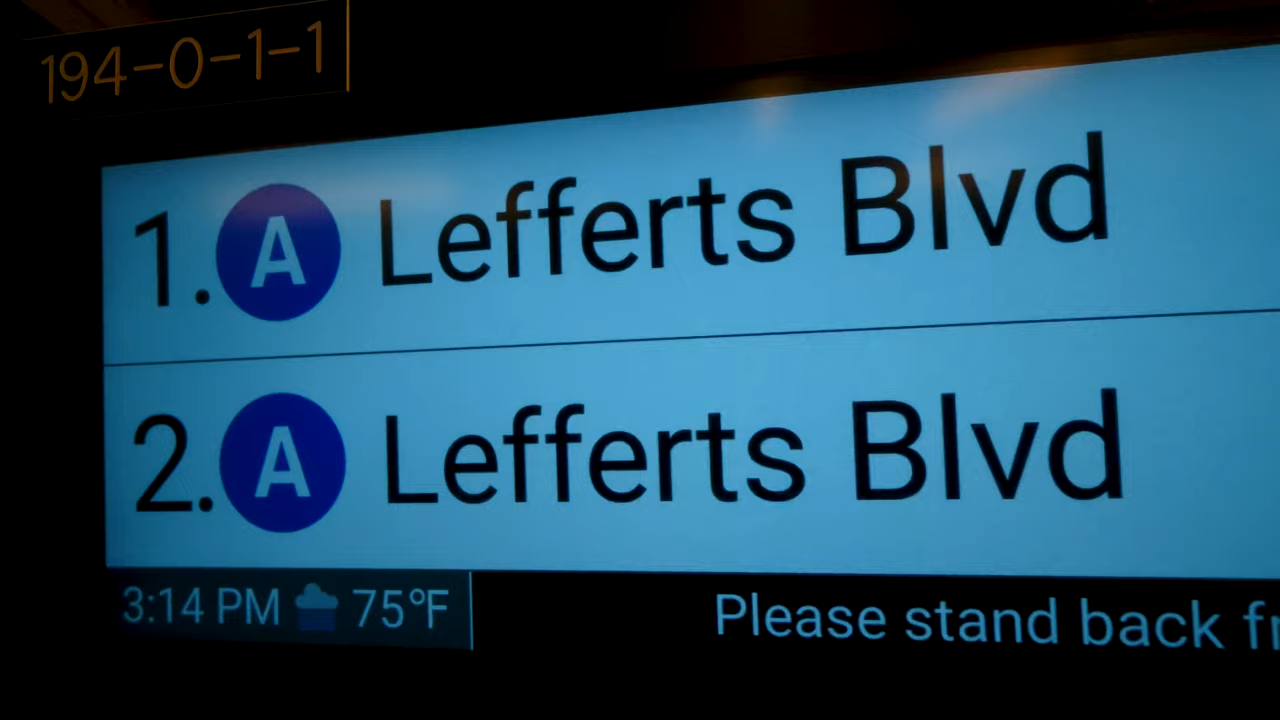 194-0-1-1
1. A Lefferts Blvd
2. A Lefferts Blvd
3:14 PM 75°F
Please stand back